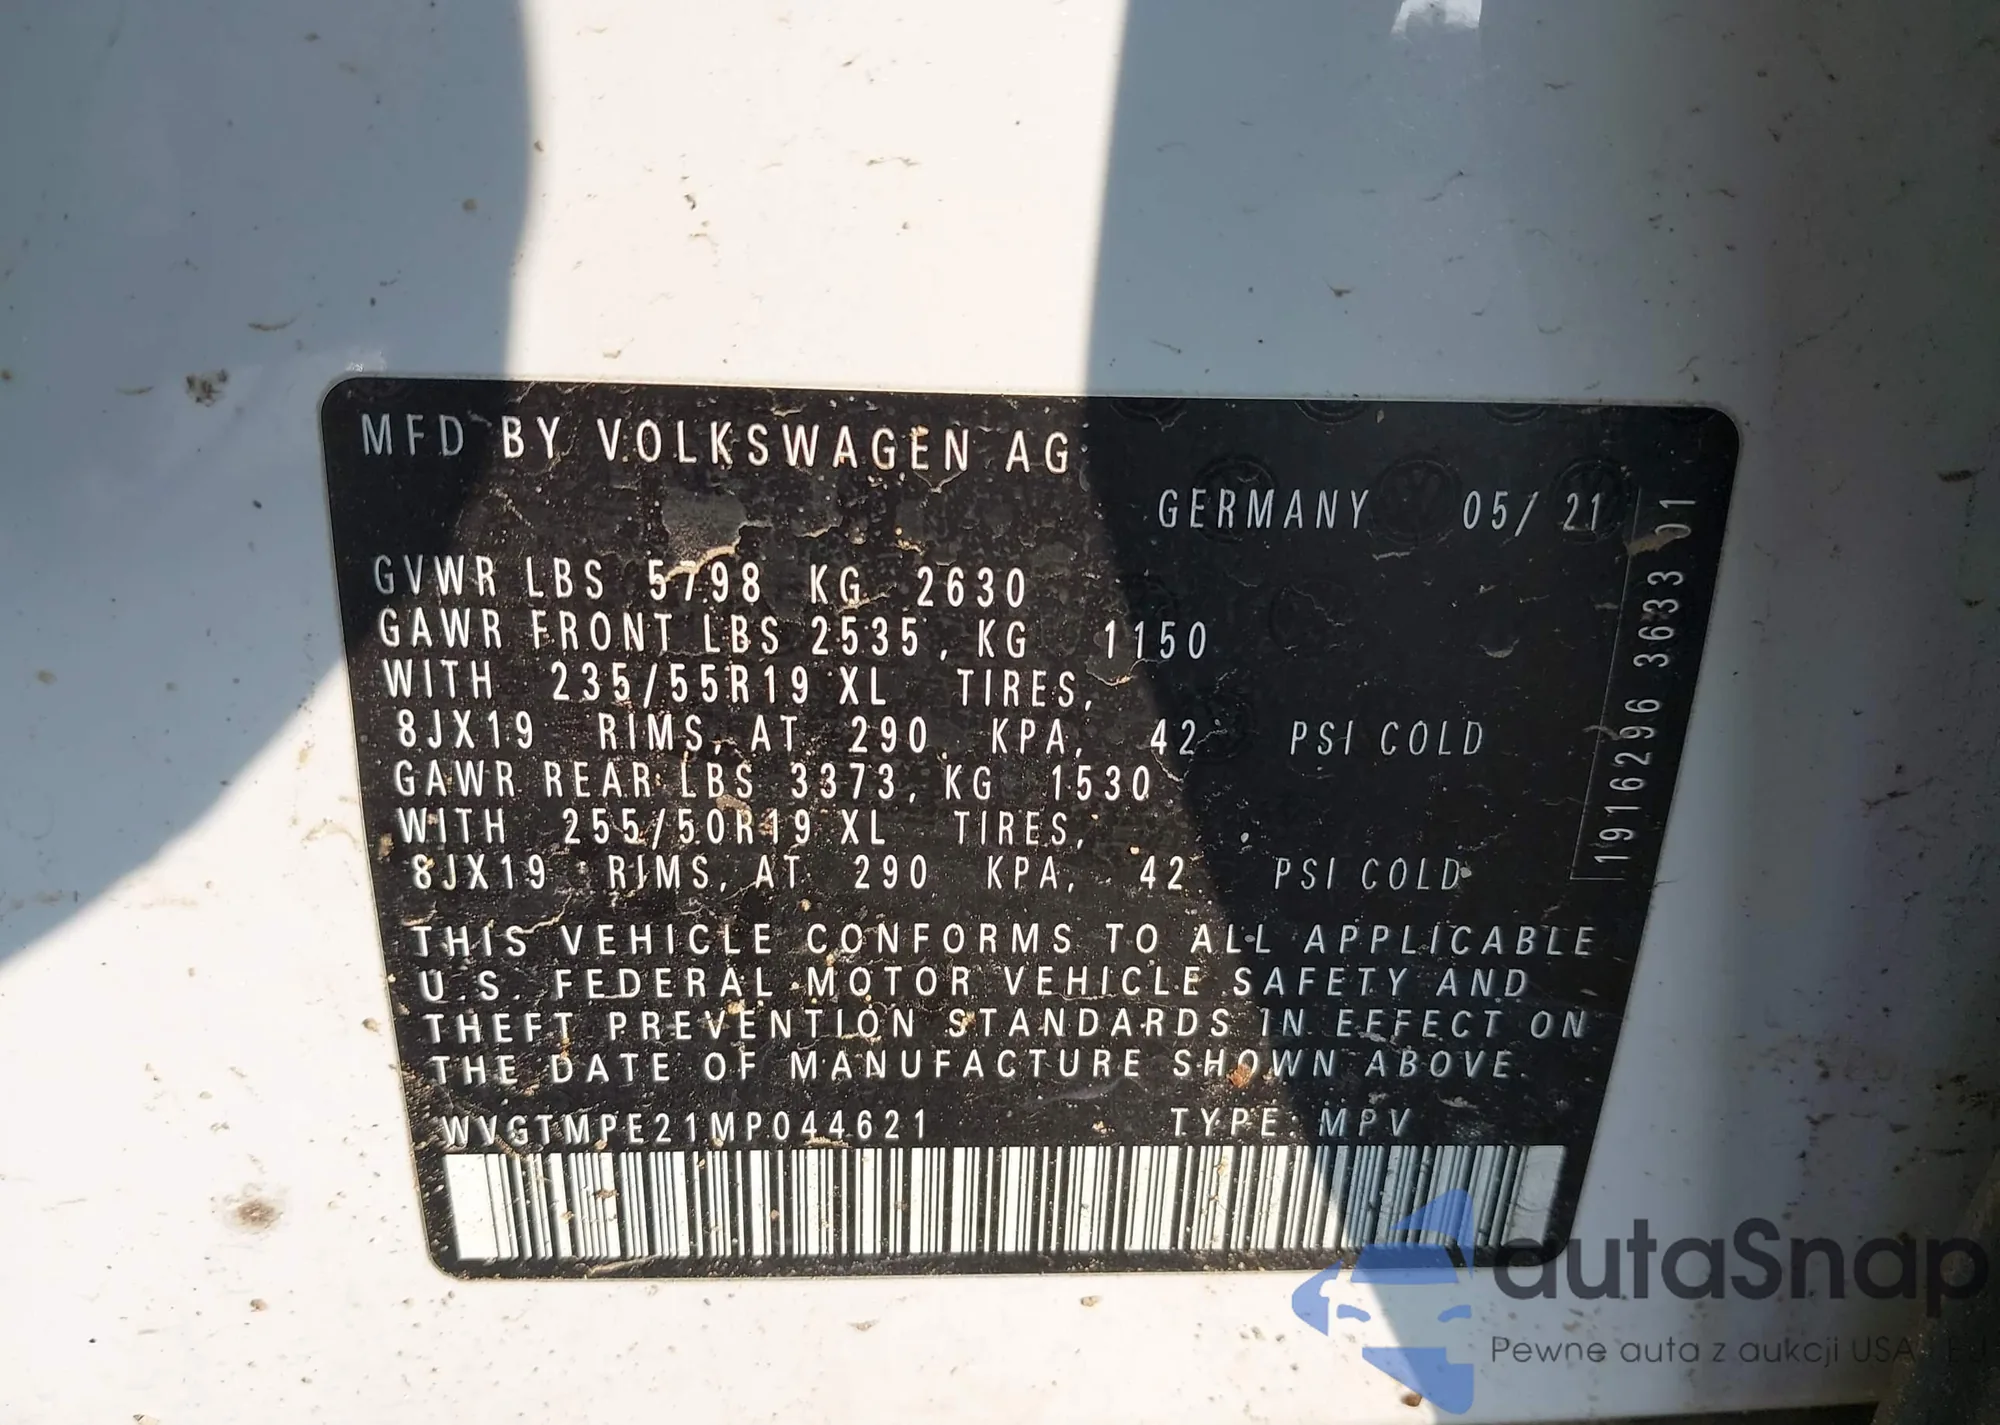 MFD BY VOLKSWAGEN AG
GERMANY 05/21
GVWR LBS 5798 KG 2630
GAWR FRONT LBS 2535, KG 1150
WITH 235/55R19 XL TIRES,
8JX19 RIMS, AT 290 KPA, 42 PSI COLD
GAWR REAR LBS 3373, KG 1530
WITH 255/50R19 XL TIRES,
8JX19 RIMS, AT 290 KPA, 42 PSI COLD
THIS VEHICLE CONFORMS TO ALL APPLICABLE
U.S. FEDERAL MOTOR VEHICLE SAFETY AND
THEFT PREVENTION STANDARDS IN EFFECT ON
THE DATE OF MANUFACTURE SHOWN ABOVE.
WVGTMPE21MP044621 TYPE: MPV
1916296 3633 01
autaSnap
Pewne auta z aukcji USA i EU